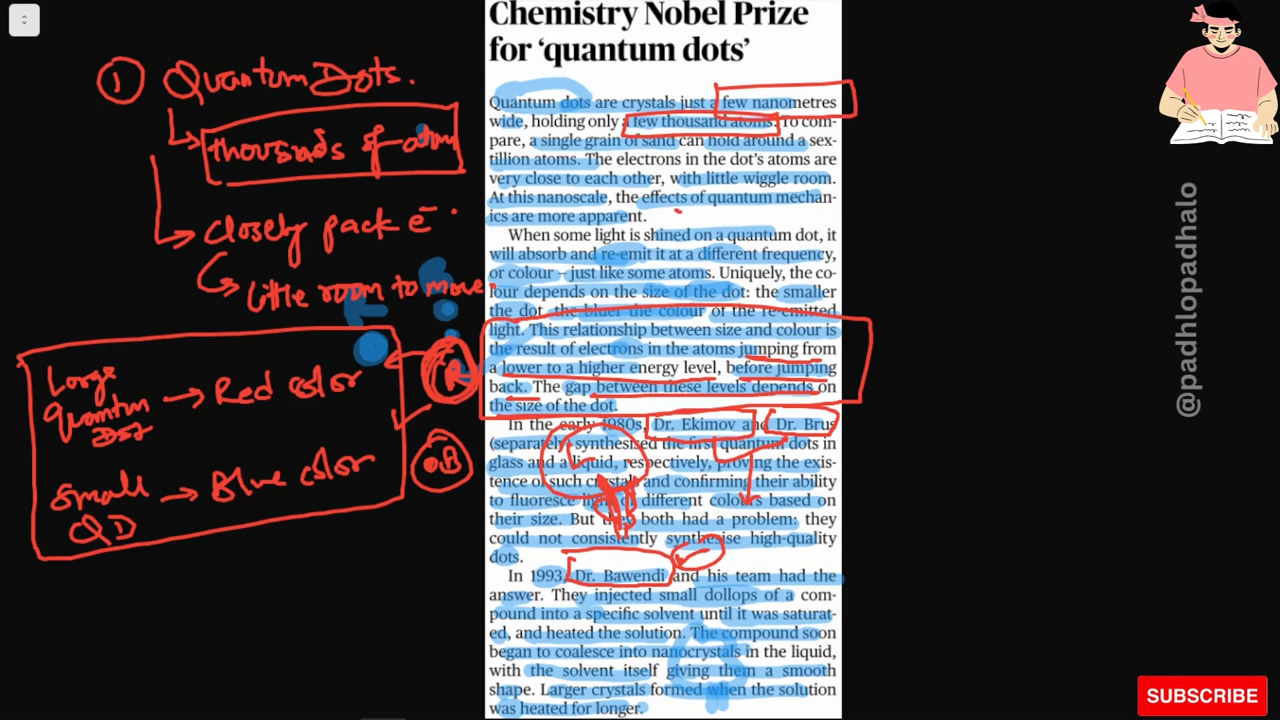 Chemistry Nobel Prize
for ‘quantum dots’
Quantum dots are crystals just a few nanometres
wide, holding only a few thousand atoms. To com-
pare, a single grain of sand can hold around a sex-
tillion atoms. The electrons in the dot’s atoms are
very close to each other, with little wiggle room.
At this nanoscale, the effects of quantum mechan-
ics are more apparent.
When some light is shined on a quantum dot, it
will absorb and re-emit it at a different frequency,
or colour – just like some atoms. Uniquely, the co-
lour depends on the size of the dot: the smaller
the dot, the bluer the colour of the re-emitted
light. This relationship between size and colour is
the result of electrons in the atoms jumping from
a lower to a higher energy level, before jumping
back. The gap between these levels depends on
the size of the dot.
In the early 1980s, Dr. Ekimov and Dr. Brus
(separately) synthesized the first quantum dots in
glass and a liquid, respectively, proving the exis-
tence of such crystals and confirming their ability
to fluoresce light of different colours based on
their size. But they both had a problem: they
could not consistently synthesise high-quality
dots.
In 1993, Dr. Bawendi and his team had the
answer. They injected small dollops of a com-
pound into a specific solvent until it was saturat-
ed, and heated the solution. The compound soon
began to coalesce into nanocrystals in the liquid,
with the solvent itself giving them a smooth
shape. Larger crystals formed when the solution
was heated for longer.
① Quantum Dots.
thousads of atom
closely pack e-
little room to move
Large
quantum → Red color
Dot
Small → Blue color
QD
R
B
@padhlopadhalo
SUBSCRIBE